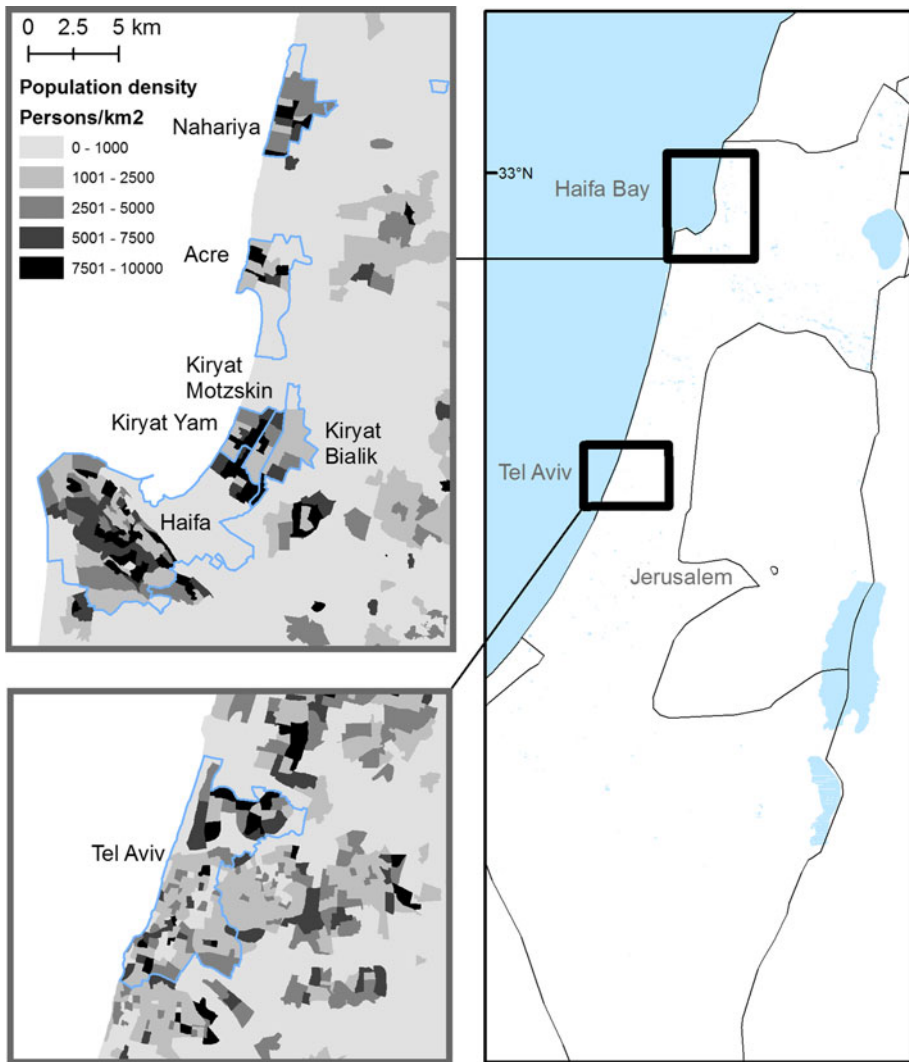 0 2.5 5 km
Population density
Persons/km2
0 - 1000
1001 - 2500
2501 - 5000
5001 - 7500
7501 - 10000
Nahariya
Acre
Kiryat
Motzskin
Kiryat Yam
Kiryat
Bialik
Haifa
Tel Aviv
33°N
Haifa Bay
Tel Aviv
Jerusalem